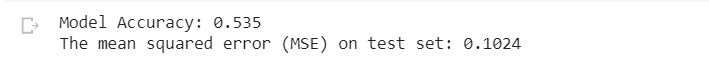 Model Accuracy: 0.535
The mean squared error (MSE) on test set: 0.1024